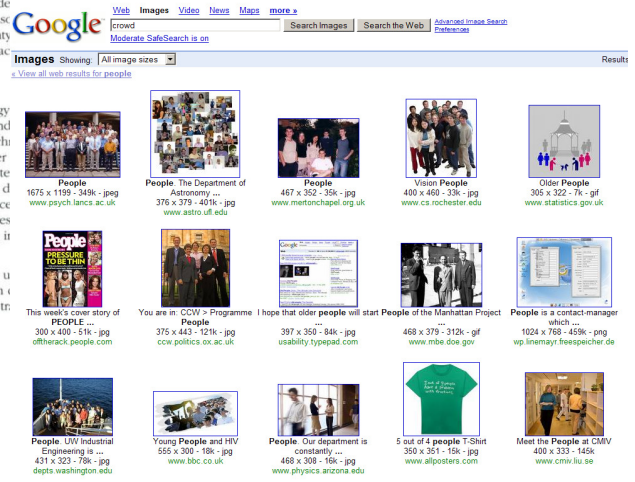 Web Images Video News Maps more »
Google
crowd
Search Images Search the Web
Advanced Image Search
Preferences
Moderate SafeSearch is on
Images Showing: All image sizes
Results
« View all web results for people
People
1675 x 1199 - 349k - jpeg
www.psych.lancs.ac.uk
People: The Department of
Astronomy ...
376 x 379 - 401k - jpg
www.astro.ufl.edu
People
467 x 352 - 35k - jpg
www.mertonchapel.org.uk
Vision People
400 x 460 - 33k - jpg
www.cs.rochester.edu
Older People
305 x 322 - 7k - gif
www.statistics.gov.uk
People
PRESSURE
TO BE THIN
This week's cover story of
PEOPLE ...
300 x 400 - 51k - jpg
offtherack.people.com
You are in: CCW > Programme
People
375 x 443 - 121k - jpg
ccw.politics.ox.ac.uk
Google
I hope that older people will start
...
397 x 350 - 84k - jpg
usability.typepad.com
People of the Manhattan Project
...
468 x 379 - 312k - gif
www.mbe.doe.gov
People is a contact-manager
which ...
1024 x 768 - 459k - png
wp.linemayr.freespeicher.de
People: UW Industrial
Engineering is ...
431 x 323 - 78k - jpg
depts.washington.edu
Young People and HIV
555 x 300 - 18k - jpg
www.bbc.co.uk
People. Our department is
constantly ...
468 x 308 - 16k - jpg
www.physics.arizona.edu
5 out of 4 people T-Shirt
350 x 351 - 15k - jpg
www.allposters.com
Meet the People at CMIV
400 x 333 - 145k
www.cmiv.liu.se